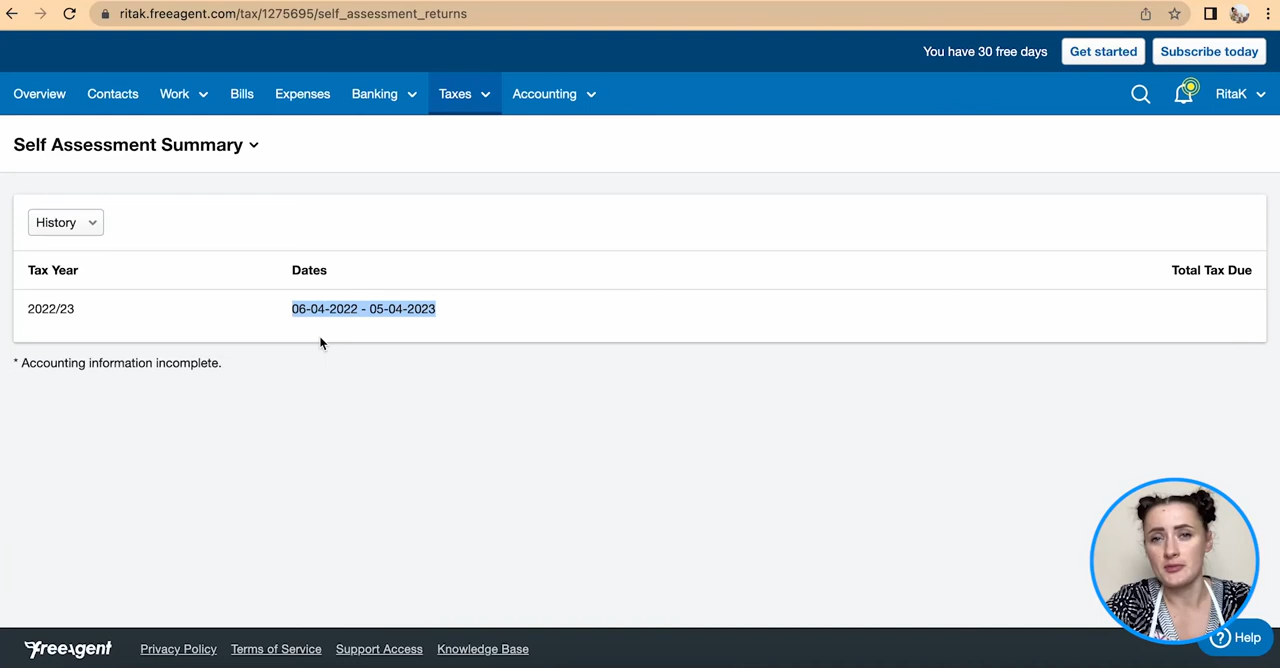 ritak.freeagent.com/tax/1275695/self_assessment_returns
You have 30 free days Get started Subscribe today
Overview Contacts Work Bills Expenses Banking Taxes Accounting RitaK
Self Assessment Summary
History
Tax Year Dates Total Tax Due
2022/23 06-04-2022 - 05-04-2023
* Accounting information incomplete.
freeagent Privacy Policy Terms of Service Support Access Knowledge Base
? Help